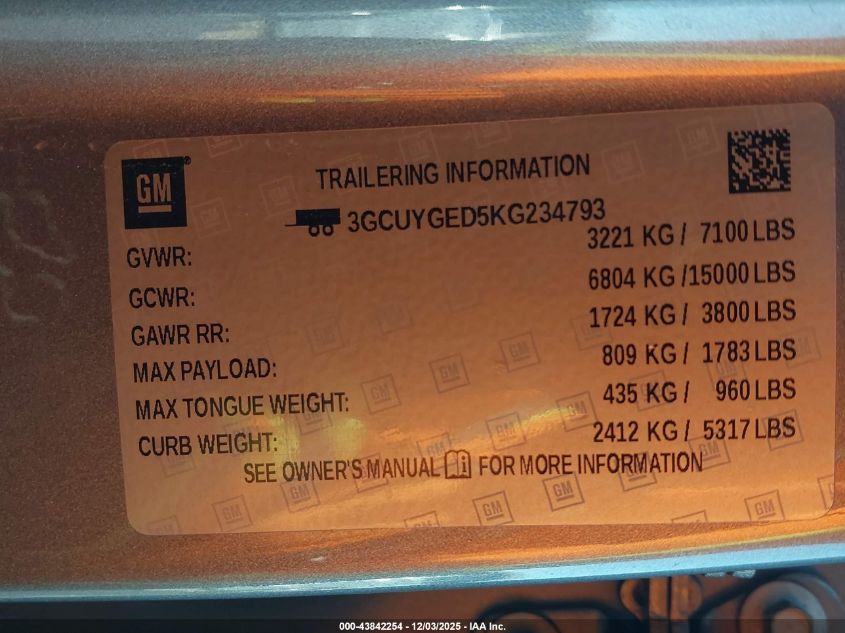 GM®
TRAILERING INFORMATION
3GCUYGED5KG234793
GVWR: 3221 KG / 7100 LBS
GCWR: 6804 KG /15000 LBS
GAWR RR: 1724 KG / 3800 LBS
MAX PAYLOAD: 809 KG / 1783 LBS
MAX TONGUE WEIGHT: 435 KG / 960 LBS
CURB WEIGHT: 2412 KG / 5317 LBS
SEE OWNER'S MANUAL FOR MORE INFORMATION
000-43842254 - 12/03/2025 - IAA Inc.